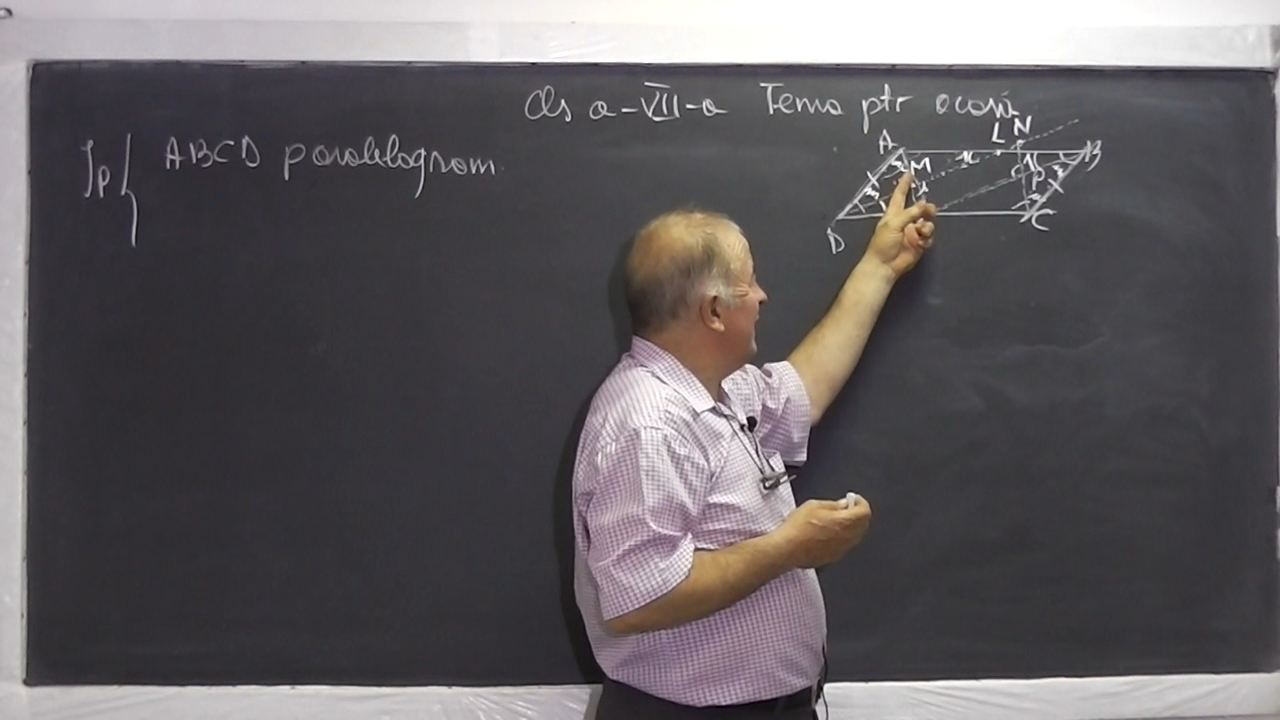 Cls a-VII-a Tema ptr acasă
Ip { ABCD paralelogram.
A M L N B
P
D C